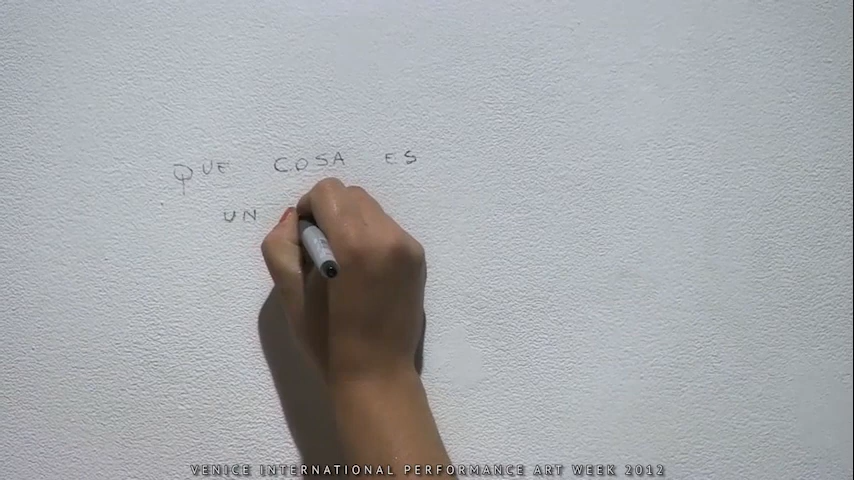 QUE COSA ES
UN
VENICE INTERNATIONAL PERFORMANCE ART WEEK 2012